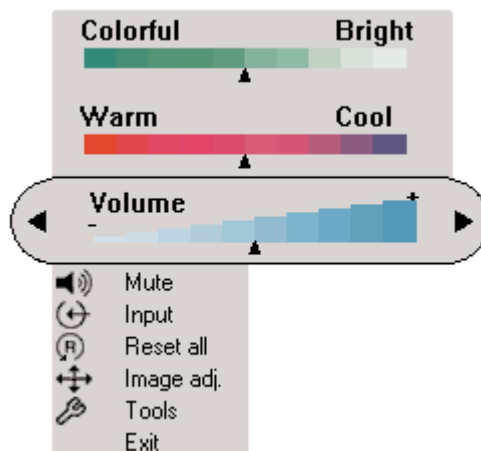 Colorful Bright
Warm Cool
Volume
- +
Mute
Input
R Reset all
Image adj.
Tools
Exit